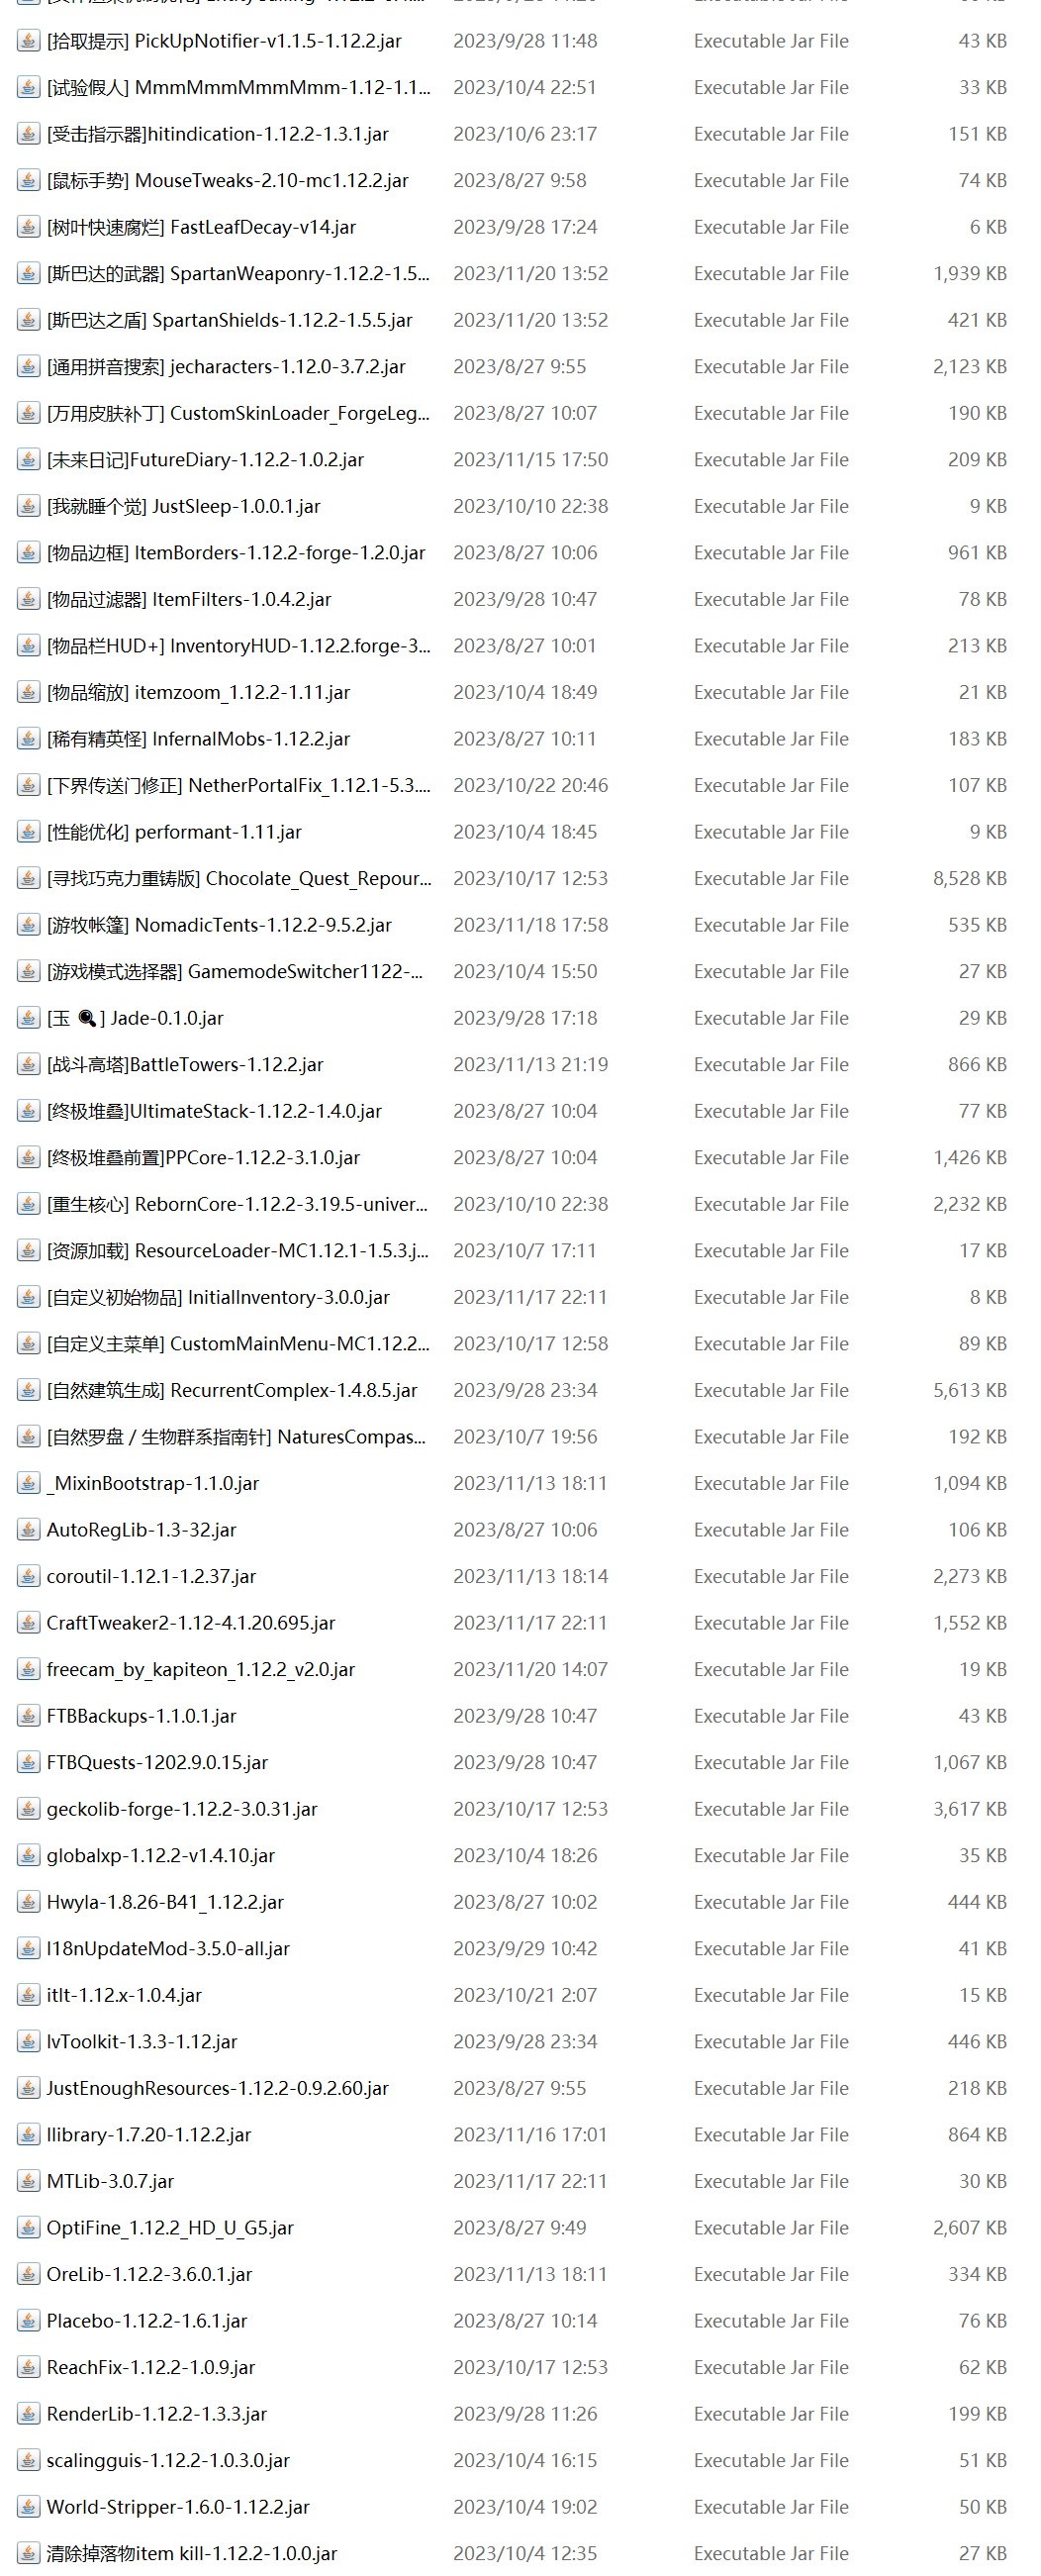 [拾取提示] PickUpNotifier-v1.1.5-1.12.2.jar 2023/9/28 11:48 Executable Jar File 43 KB
[试验假人] MmmMmmMmmMmm-1.12-1.1... 2023/10/4 22:51 Executable Jar File 33 KB
[受击指示器]hitindication-1.12.2-1.3.1.jar 2023/10/6 23:17 Executable Jar File 151 KB
[鼠标手势] MouseTweaks-2.10-mc1.12.2.jar 2023/8/27 9:58 Executable Jar File 74 KB
[树叶快速腐烂] FastLeafDecay-v14.jar 2023/9/28 17:24 Executable Jar File 6 KB
[斯巴达的武器] SpartanWeaponry-1.12.2-1.5... 2023/11/20 13:52 Executable Jar File 1,939 KB
[斯巴达之盾] SpartanShields-1.12.2-1.5.5.jar 2023/11/20 13:52 Executable Jar File 421 KB
[通用拼音搜索] jecharacters-1.12.0-3.7.2.jar 2023/8/27 9:55 Executable Jar File 2,123 KB
[万用皮肤补丁] CustomSkinLoader_ForgeLeg... 2023/8/27 10:07 Executable Jar File 190 KB
[未来日记]FutureDiary-1.12.2-1.0.2.jar 2023/11/15 17:50 Executable Jar File 209 KB
[我就睡个觉] JustSleep-1.0.0.1.jar 2023/10/10 22:38 Executable Jar File 9 KB
[物品边框] ItemBorders-1.12.2-forge-1.2.0.jar 2023/8/27 10:06 Executable Jar File 961 KB
[物品过滤器] ItemFilters-1.0.4.2.jar 2023/9/28 10:47 Executable Jar File 78 KB
[物品栏HUD+] InventoryHUD-1.12.2.forge-3... 2023/8/27 10:01 Executable Jar File 213 KB
[物品缩放] itemzoom_1.12.2-1.11.jar 2023/10/4 18:49 Executable Jar File 21 KB
[稀有精英怪] InfernalMobs-1.12.2.jar 2023/8/27 10:11 Executable Jar File 183 KB
[下界传送门修正] NetherPortalFix_1.12.1-5.3.... 2023/10/22 20:46 Executable Jar File 107 KB
[性能优化] performant-1.11.jar 2023/10/4 18:45 Executable Jar File 9 KB
[寻找巧克力重铸版] Chocolate_Quest_Repour... 2023/10/17 12:53 Executable Jar File 8,528 KB
[游牧帐篷] NomadicTents-1.12.2-9.5.2.jar 2023/11/18 17:58 Executable Jar File 535 KB
[游戏模式选择器] GamemodeSwitcher1122-... 2023/10/4 15:50 Executable Jar File 27 KB
[玉 🔍] Jade-0.1.0.jar 2023/9/28 17:18 Executable Jar File 29 KB
[战斗高塔]BattleTowers-1.12.2.jar 2023/11/13 21:19 Executable Jar File 866 KB
[终极堆叠]UltimateStack-1.12.2-1.4.0.jar 2023/8/27 10:04 Executable Jar File 77 KB
[终极堆叠前置]PPCore-1.12.2-3.1.0.jar 2023/8/27 10:04 Executable Jar File 1,426 KB
[重生核心] RebornCore-1.12.2-3.19.5-univer... 2023/10/10 22:38 Executable Jar File 2,232 KB
[资源加载] ResourceLoader-MC1.12.1-1.5.3.j... 2023/10/7 17:11 Executable Jar File 17 KB
[自定义初始物品] InitialInventory-3.0.0.jar 2023/11/17 22:11 Executable Jar File 8 KB
[自定义主菜单] CustomMainMenu-MC1.12.2... 2023/10/17 12:58 Executable Jar File 89 KB
[自然建筑生成] RecurrentComplex-1.4.8.5.jar 2023/9/28 23:34 Executable Jar File 5,613 KB
[自然罗盘 / 生物群系指南针] NaturesCompas... 2023/10/7 19:56 Executable Jar File 192 KB
_MixinBootstrap-1.1.0.jar 2023/11/13 18:11 Executable Jar File 1,094 KB
AutoRegLib-1.3-32.jar 2023/8/27 10:06 Executable Jar File 106 KB
coroutil-1.12.1-1.2.37.jar 2023/11/13 18:14 Executable Jar File 2,273 KB
CraftTweaker2-1.12-4.1.20.695.jar 2023/11/17 22:11 Executable Jar File 1,552 KB
freecam_by_kapiteon_1.12.2_v2.0.jar 2023/11/20 14:07 Executable Jar File 19 KB
FTBBackups-1.1.0.1.jar 2023/9/28 10:47 Executable Jar File 43 KB
FTBQuests-1202.9.0.15.jar 2023/9/28 10:47 Executable Jar File 1,067 KB
geckolib-forge-1.12.2-3.0.31.jar 2023/10/17 12:53 Executable Jar File 3,617 KB
globalxp-1.12.2-v1.4.10.jar 2023/10/4 18:26 Executable Jar File 35 KB
Hwyla-1.8.26-B41_1.12.2.jar 2023/8/27 10:02 Executable Jar File 444 KB
I18nUpdateMod-3.5.0-all.jar 2023/9/29 10:42 Executable Jar File 41 KB
itlt-1.12.x-1.0.4.jar 2023/10/21 2:07 Executable Jar File 15 KB
IvToolkit-1.3.3-1.12.jar 2023/9/28 23:34 Executable Jar File 446 KB
JustEnoughResources-1.12.2-0.9.2.60.jar 2023/8/27 9:55 Executable Jar File 218 KB
llibrary-1.7.20-1.12.2.jar 2023/11/16 17:01 Executable Jar File 864 KB
MTLib-3.0.7.jar 2023/11/17 22:11 Executable Jar File 30 KB
OptiFine_1.12.2_HD_U_G5.jar 2023/8/27 9:49 Executable Jar File 2,607 KB
OreLib-1.12.2-3.6.0.1.jar 2023/11/13 18:11 Executable Jar File 334 KB
Placebo-1.12.2-1.6.1.jar 2023/8/27 10:14 Executable Jar File 76 KB
ReachFix-1.12.2-1.0.9.jar 2023/10/17 12:53 Executable Jar File 62 KB
RenderLib-1.12.2-1.3.3.jar 2023/9/28 11:26 Executable Jar File 199 KB
scalingguis-1.12.2-1.0.3.0.jar 2023/10/4 16:15 Executable Jar File 51 KB
World-Stripper-1.6.0-1.12.2.jar 2023/10/4 19:02 Executable Jar File 50 KB
清除掉落物item kill-1.12.2-1.0.0.jar 2023/10/4 12:35 Executable Jar File 27 KB